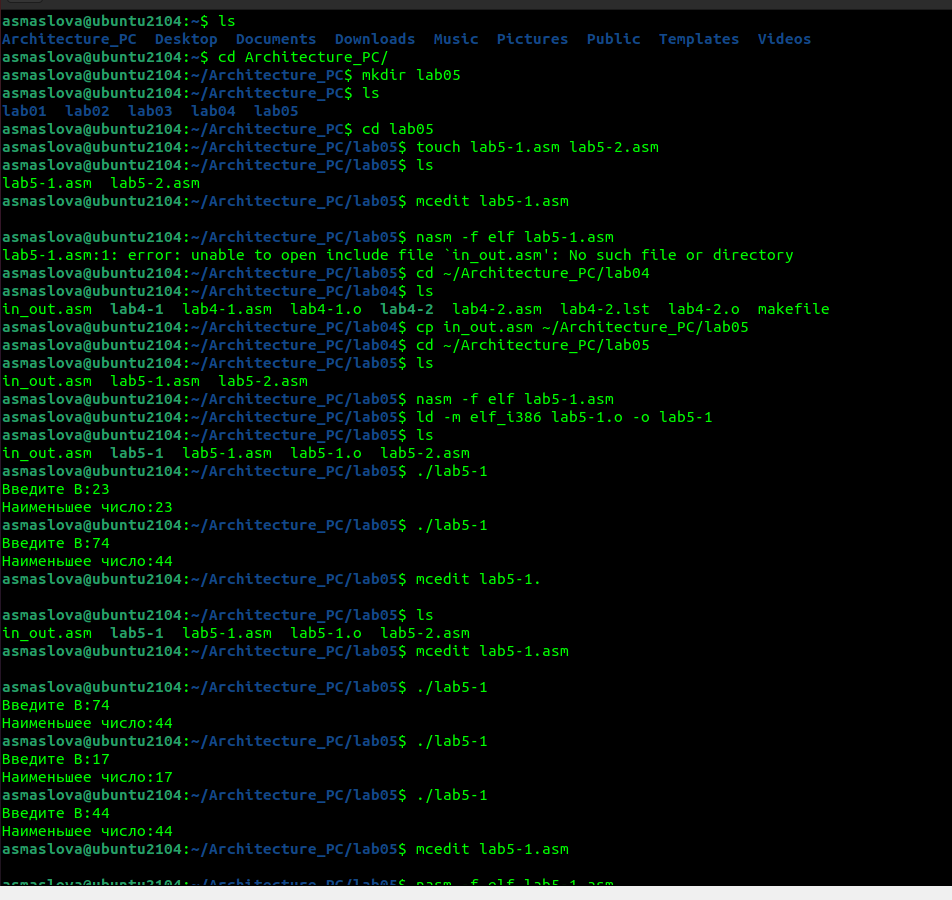 asmaslova@ubuntu2104:~$ ls
Architecture_PC  Desktop  Documents  Downloads  Music  Pictures  Public  Templates  Videos
asmaslova@ubuntu2104:~$ cd Architecture_PC/
asmaslova@ubuntu2104:~/Architecture_PC$ mkdir lab05
asmaslova@ubuntu2104:~/Architecture_PC$ ls
lab01  lab02  lab03  lab04  lab05
asmaslova@ubuntu2104:~/Architecture_PC$ cd lab05
asmaslova@ubuntu2104:~/Architecture_PC/lab05$ touch lab5-1.asm lab5-2.asm
asmaslova@ubuntu2104:~/Architecture_PC/lab05$ ls
lab5-1.asm  lab5-2.asm
asmaslova@ubuntu2104:~/Architecture_PC/lab05$ mcedit lab5-1.asm
asmaslova@ubuntu2104:~/Architecture_PC/lab05$ nasm -f elf lab5-1.asm
lab5-1.asm:1: error: unable to open include file `in_out.asm': No such file or directory
asmaslova@ubuntu2104:~/Architecture_PC/lab05$ cd ~/Architecture_PC/lab04
asmaslova@ubuntu2104:~/Architecture_PC/lab04$ ls
in_out.asm  lab4-1  lab4-1.asm  lab4-1.o  lab4-2  lab4-2.asm  lab4-2.lst  lab4-2.o  makefile
asmaslova@ubuntu2104:~/Architecture_PC/lab04$ cp in_out.asm ~/Architecture_PC/lab05
asmaslova@ubuntu2104:~/Architecture_PC/lab04$ cd ~/Architecture_PC/lab05
asmaslova@ubuntu2104:~/Architecture_PC/lab05$ ls
in_out.asm  lab5-1.asm  lab5-2.asm
asmaslova@ubuntu2104:~/Architecture_PC/lab05$ nasm -f elf lab5-1.asm
asmaslova@ubuntu2104:~/Architecture_PC/lab05$ ld -m elf_i386 lab5-1.o -o lab5-1
asmaslova@ubuntu2104:~/Architecture_PC/lab05$ ls
in_out.asm  lab5-1  lab5-1.asm  lab5-1.o  lab5-2.asm
asmaslova@ubuntu2104:~/Architecture_PC/lab05$ ./lab5-1
Введите В:23
Наименьшее число:23
asmaslova@ubuntu2104:~/Architecture_PC/lab05$ ./lab5-1
Введите В:74
Наименьшее число:44
asmaslova@ubuntu2104:~/Architecture_PC/lab05$ mcedit lab5-1.
asmaslova@ubuntu2104:~/Architecture_PC/lab05$ ls
in_out.asm  lab5-1  lab5-1.asm  lab5-1.o  lab5-2.asm
asmaslova@ubuntu2104:~/Architecture_PC/lab05$ mcedit lab5-1.asm
asmaslova@ubuntu2104:~/Architecture_PC/lab05$ ./lab5-1
Введите В:74
Наименьшее число:44
asmaslova@ubuntu2104:~/Architecture_PC/lab05$ ./lab5-1
Введите В:17
Наименьшее число:17
asmaslova@ubuntu2104:~/Architecture_PC/lab05$ ./lab5-1
Введите В:44
Наименьшее число:44
asmaslova@ubuntu2104:~/Architecture_PC/lab05$ mcedit lab5-1.asm
asmaslova@ubuntu2104:~/Architecture_PC/lab05$ nasm -f elf lab5-1.asm